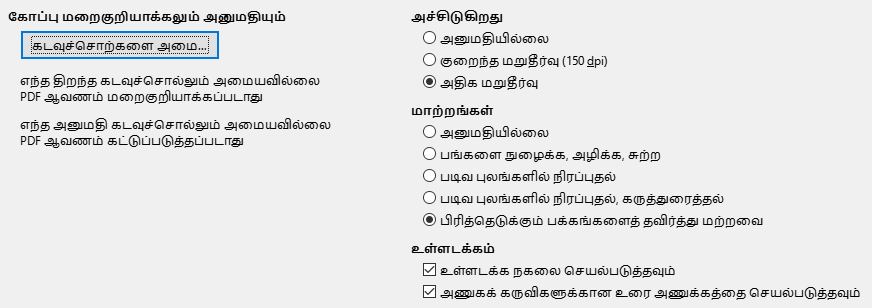 கோப்பு மறைகுறியாக்கலும் அனுமதியும்
கடவுச்சொற்களை அமை...
எந்த திறந்த கடவுச்சொல்லும் அமையவில்லை
PDF ஆவணம் மறைகுறியாக்கப்படாது
எந்த அனுமதி கடவுச்சொல்லும் அமையவில்லை
PDF ஆவணம் கட்டுப்படுத்தப்படாது
அச்சிடுகிறது
அனுமதியில்லை
குறைந்த மறுதீர்வு (150 dpi)
அதிக மறுதீர்வு
மாற்றங்கள்
அனுமதியில்லை
பங்களை நுழைக்க, அழிக்க, சுற்ற
படிவ புலங்களில் நிரப்புதல்
படிவ புலங்களில் நிரப்புதல், கருத்துரைத்தல்
பிரித்தெடுக்கும் பக்கங்களைத் தவிர்த்து மற்றவை
உள்ளடக்கம்
உள்ளடக்க நகலை செயல்படுத்தவும்
அணுகக் கருவிகளுக்கான உரை அணுக்கத்தை செயல்படுத்தவும்